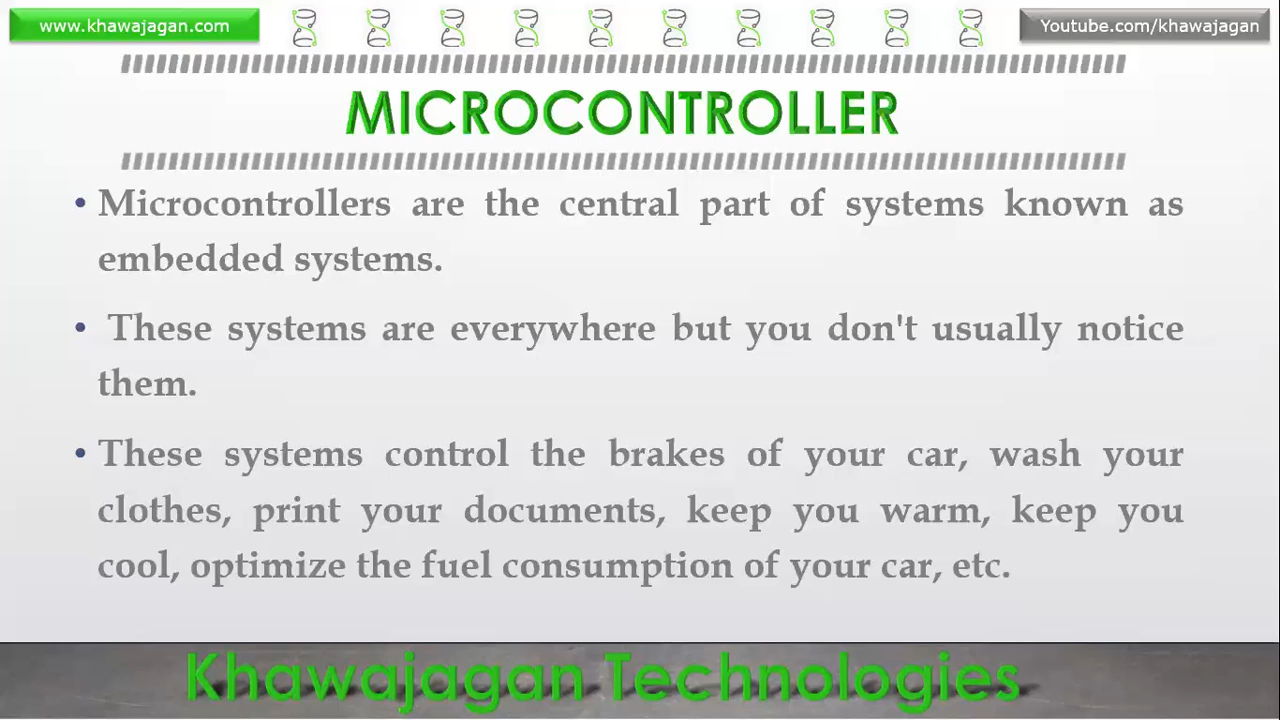 www.khawajagan.com
Youtube.com/khawajagan
MICROCONTROLLER
• Microcontrollers are the central part of systems known as
embedded systems.
• These systems are everywhere but you don't usually notice
them.
• These systems control the brakes of your car, wash your
clothes, print your documents, keep you warm, keep you
cool, optimize the fuel consumption of your car, etc.
Khawajagan Technologies